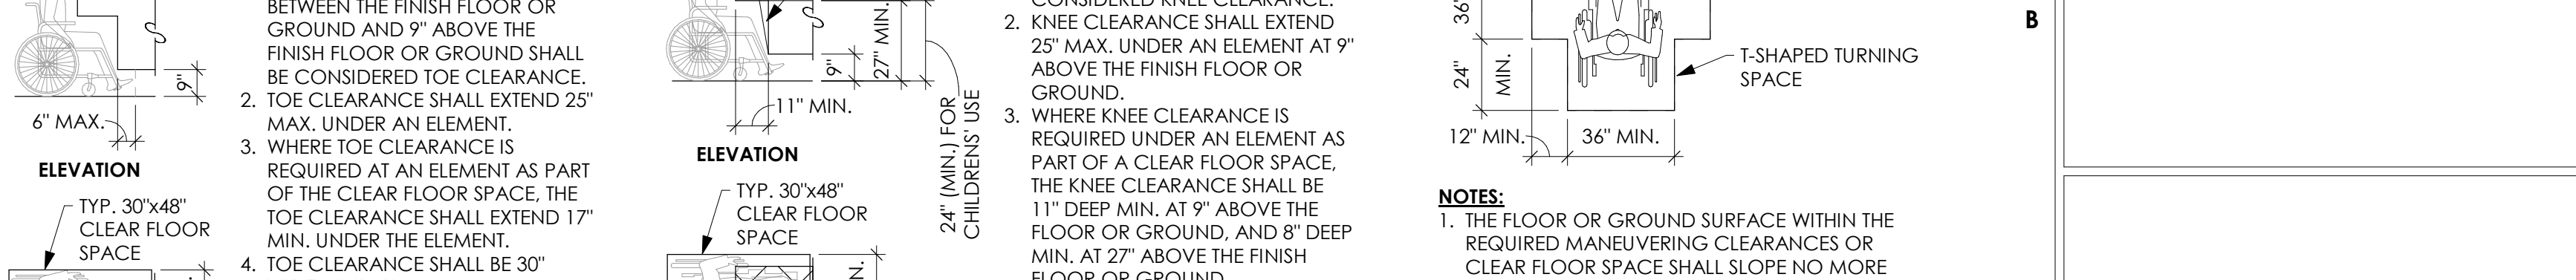 BETWEEN THE FINISH FLOOR OR
GROUND AND 9" ABOVE THE
FINISH FLOOR OR GROUND SHALL
BE CONSIDERED TOE CLEARANCE.
2. TOE CLEARANCE SHALL EXTEND 25"
MAX. UNDER AN ELEMENT.
3. WHERE TOE CLEARANCE IS
REQUIRED AT AN ELEMENT AS PART
OF THE CLEAR FLOOR SPACE, THE
TOE CLEARANCE SHALL EXTEND 17"
MIN. UNDER THE ELEMENT.
4. TOE CLEARANCE SHALL BE 30"
9"
6" MAX.
ELEVATION
TYP. 30"x48"
CLEAR FLOOR
SPACE
9"
27" MIN.
11" MIN.
24" (MIN.) FOR
CHILDRENS' USE
ELEVATION
TYP. 30"x48"
CLEAR FLOOR
SPACE
N.
CONSIDERED KNEE CLEARANCE.
2. KNEE CLEARANCE SHALL EXTEND
25" MAX. UNDER AN ELEMENT AT 9"
ABOVE THE FINISH FLOOR OR
GROUND.
3. WHERE KNEE CLEARANCE IS
REQUIRED UNDER AN ELEMENT AS
PART OF A CLEAR FLOOR SPACE,
THE KNEE CLEARANCE SHALL BE
11" DEEP MIN. AT 9" ABOVE THE
FLOOR OR GROUND, AND 8" DEEP
MIN. AT 27" ABOVE THE FINISH
FLOOR OR GROUND.
36"
24"
MIN.
12" MIN.
36" MIN.
T-SHAPED TURNING
SPACE
NOTES:
1. THE FLOOR OR GROUND SURFACE WITHIN THE
REQUIRED MANEUVERING CLEARANCES OR
CLEAR FLOOR SPACE SHALL SLOPE NO MORE
B